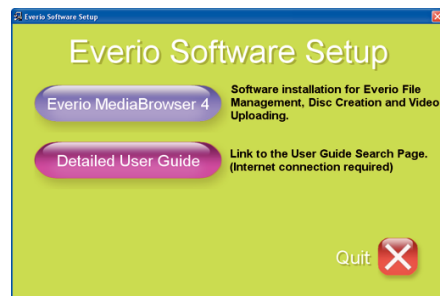 Everio Software Setup
Everio Software Setup
Everio MediaBrowser 4
Software installation for Everio File
Management, Disc Creation and Video
Uploading.
Detailed User Guide
Link to the User Guide Search Page.
(Internet connection required)
Quit